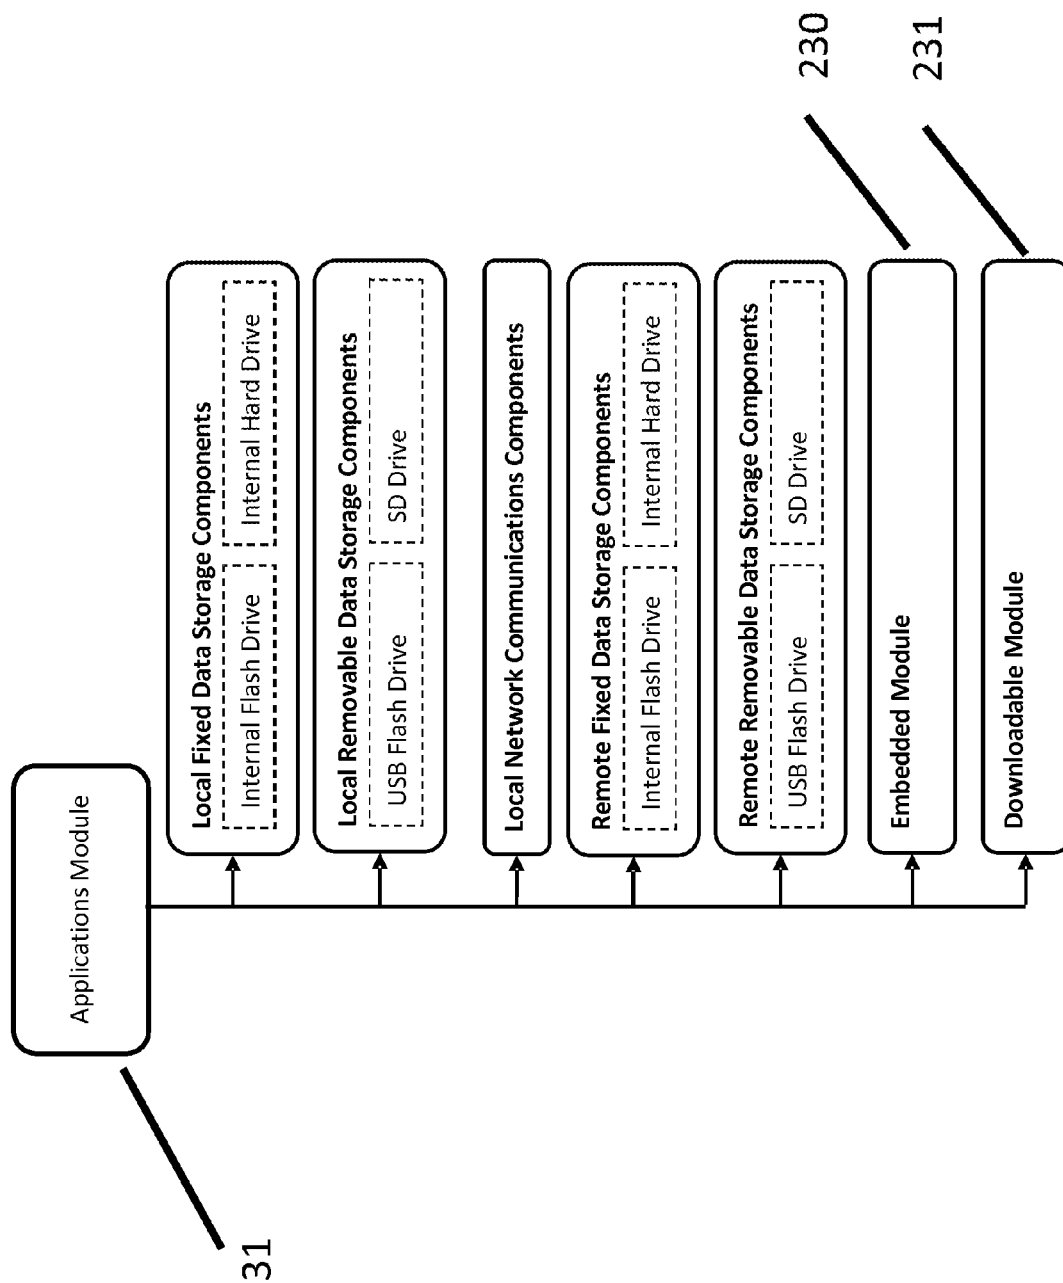 Applications Module
31
Local Fixed Data Storage Components
Internal Flash Drive
Internal Hard Drive
Local Removable Data Storage Components
USB Flash Drive
SD Drive
Local Network Communications Components
Remote Fixed Data Storage Components
Internal Flash Drive
Internal Hard Drive
Remote Removable Data Storage Components
USB Flash Drive
SD Drive
Embedded Module
230
Downloadable Module
231